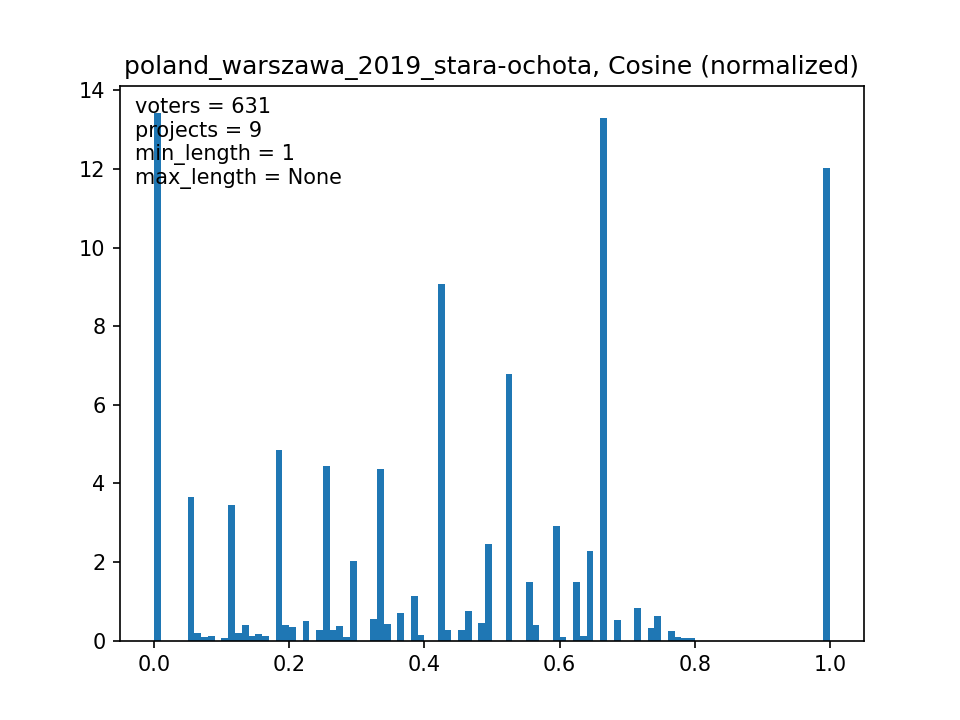 poland_warszawa_2019_stara-ochota, Cosine (normalized)
14
voters = 631
projects = 9
min_length = 1
max_length = None
12
10
8
6
4
2
0
0.0 0.2 0.4 0.6 0.8 1.0